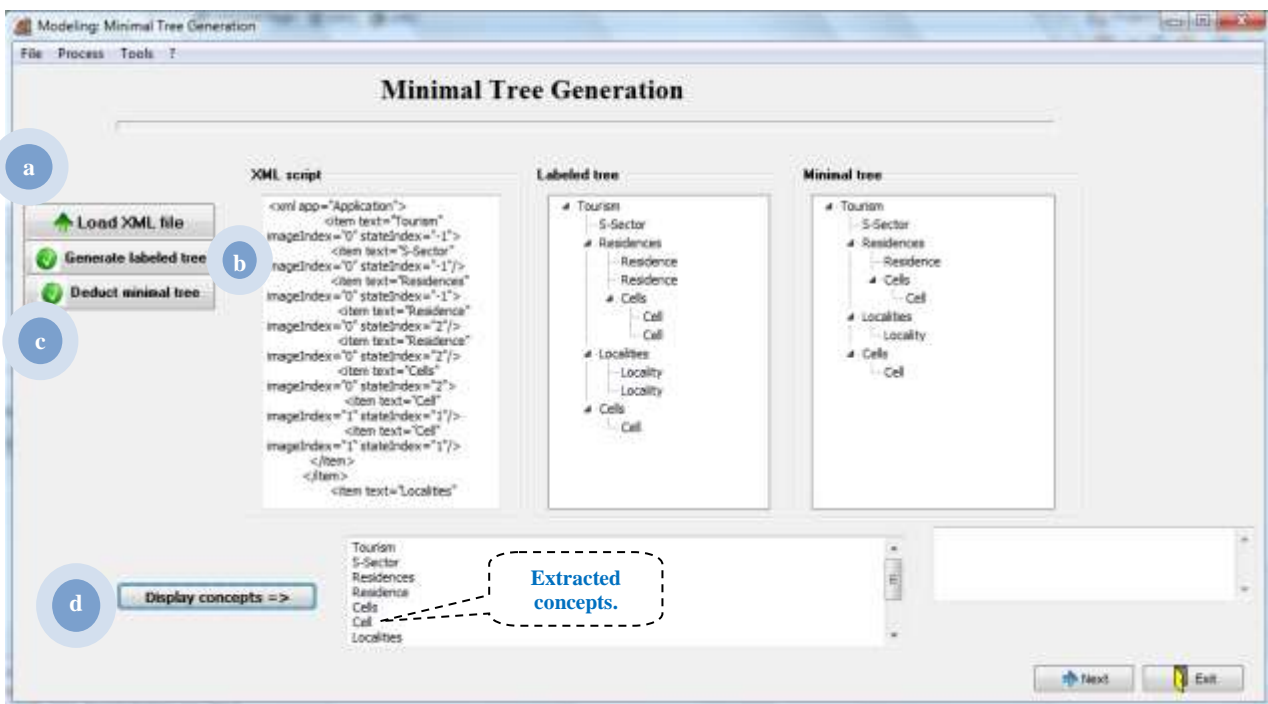 Modeling: Minimal Tree Generation
File Process Tools ?
Minimal Tree Generation
a
Load XML file
Generate labeled tree
b
Deduct minimal tree
c
XML script
<xml app="Application">
<item text="Tourism"
imageIndex="0" stateIndex="-1">
<item text="S-Sector"
imageIndex="0" stateIndex="-1"/>
<item text="Residences"
imageIndex="0" stateIndex="-1">
<item text="Residence"
imageIndex="0" stateIndex="2"/>
<item text="Residence"
imageIndex="0" stateIndex="2"/>
<item text="Cells"
imageIndex="0" stateIndex="2">
<item text="Cell"
imageIndex="1" stateIndex="1"/>
<item text="Cell"
imageIndex="1" stateIndex="1"/>
</item>
</item>
<item text="Localities"
Labeled tree
Tourism
S-Sector
Residences
Residence
Residence
Cells
Cell
Cell
Localities
Locality
Locality
Cells
Cell
Minimal tree
Tourism
S-Sector
Residences
Residence
Cells
Cell
Localities
Locality
Cells
Cell
d
Display concepts =>
Tourism
S-Sector
Residences
Residence
Cells
Cell
Localities
Extracted
concepts.
Next
Exit